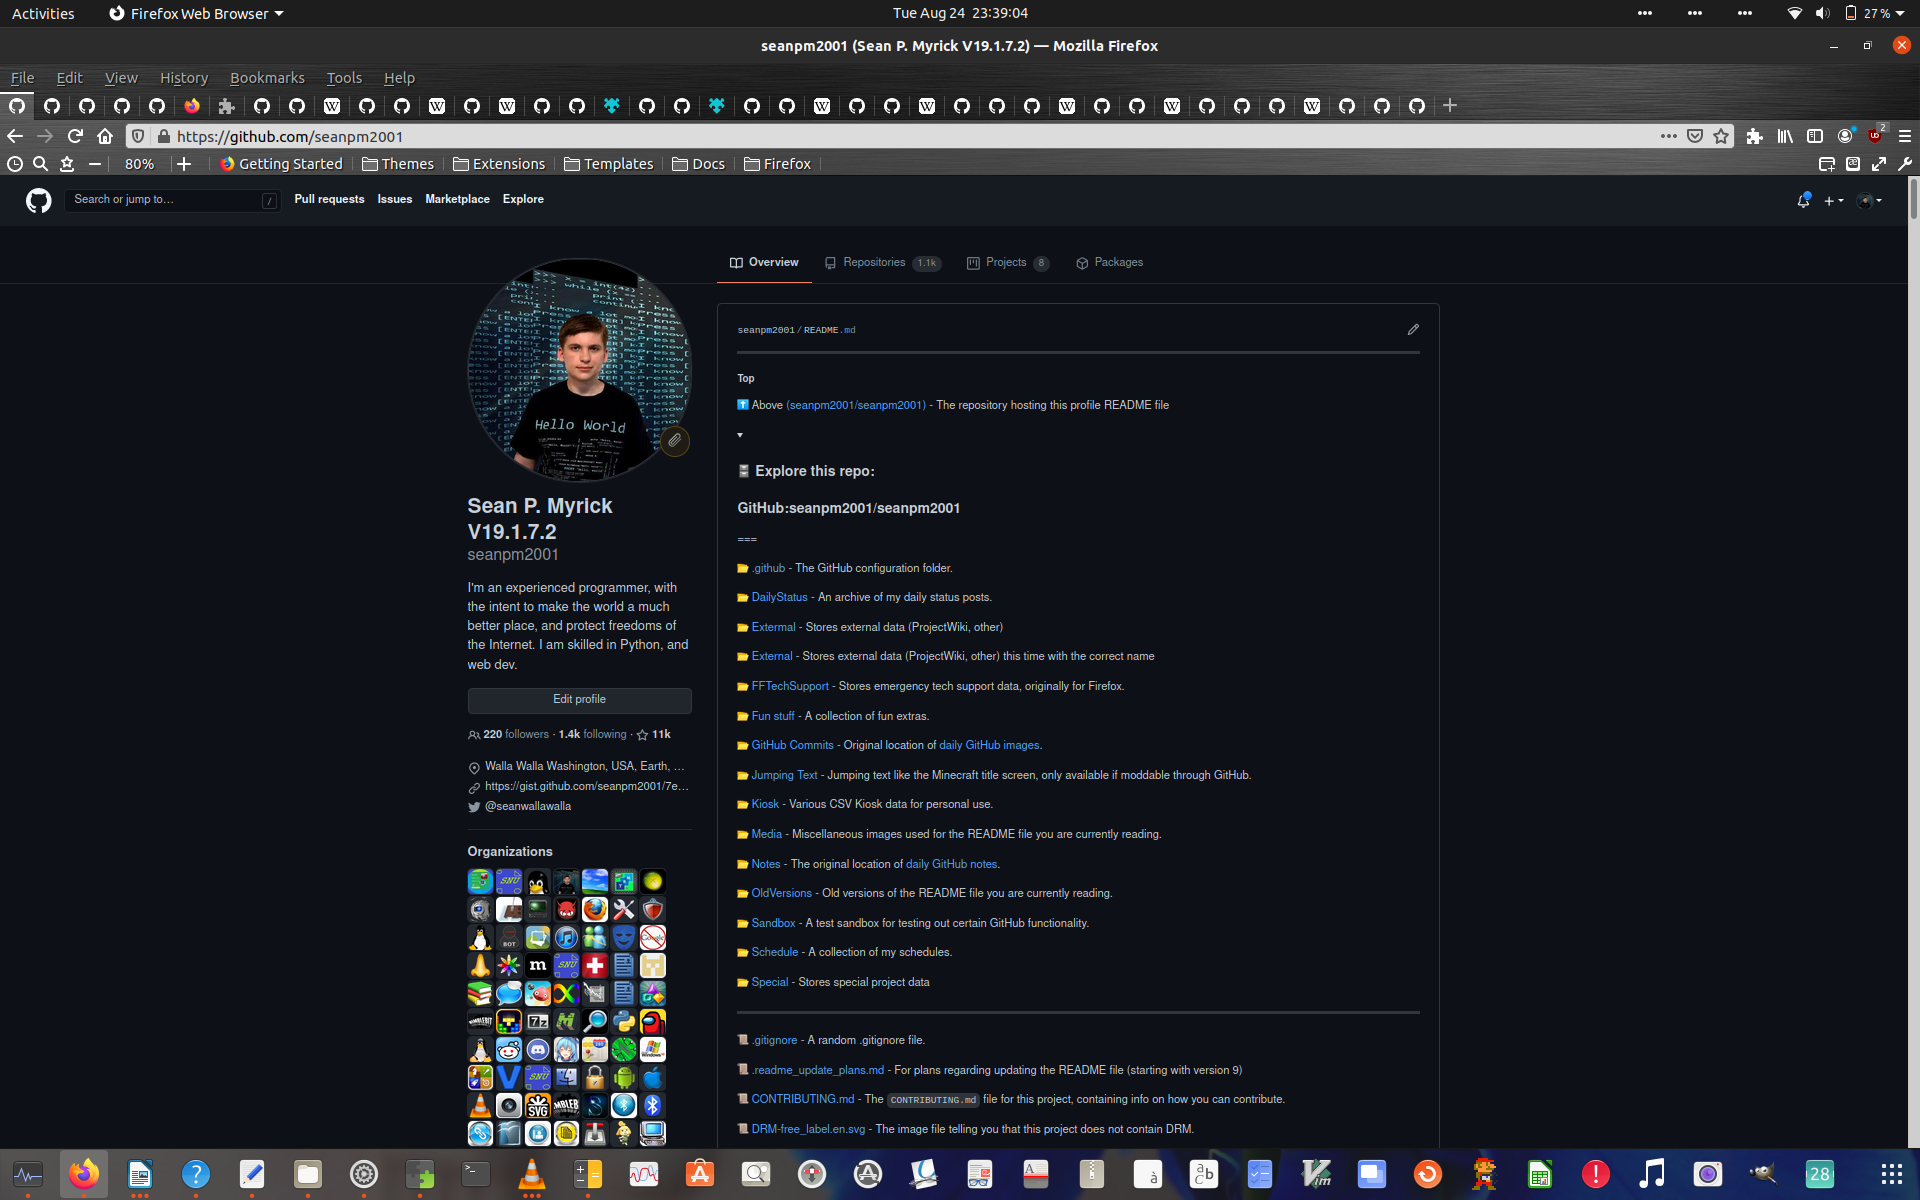 Activities
Firefox Web Browser
Tue Aug 24 23:39:04
27 %
seanpm2001 (Sean P. Myrick V19.1.7.2) — Mozilla Firefox
File Edit View History Bookmarks Tools Help
https://github.com/seanpm2001
2
80%
Getting Started
Themes
Extensions
Templates
Docs
Firefox
Search or jump to…
/
Pull requests Issues Marketplace Explore
Overview
Repositories 1.1k
Projects 8
Packages
Hello World
Sean P. Myrick
V19.1.7.2
seanpm2001
I'm an experienced programmer, with
the intent to make the world a much
better place, and protect freedoms of
the Internet. I am skilled in Python, and
web dev.
Edit profile
220 followers · 1.4k following · 11k
Walla Walla Washington, USA, Earth, …
https://gist.github.com/seanpm2001/7e…
@seanwallawalla
Organizations
seanpm2001/README.md
Top
Above (seanpm2001/seanpm2001) - The repository hosting this profile README file
Explore this repo:
GitHub:seanpm2001/seanpm2001
===
.github - The GitHub configuration folder.
DailyStatus - An archive of my daily status posts.
Extermal - Stores external data (ProjectWiki, other)
External - Stores external data (ProjectWiki, other) this time with the correct name
FFTechSupport - Stores emergency tech support data, originally for Firefox.
Fun stuff - A collection of fun extras.
GitHub Commits - Original location of daily GitHub images.
Jumping Text - Jumping text like the Minecraft title screen, only available if moddable through GitHub.
Kiosk - Various CSV Kiosk data for personal use.
Media - Miscellaneous images used for the README file you are currently reading.
Notes - The original location of daily GitHub notes.
OldVersions - Old versions of the README file you are currently reading.
Sandbox - A test sandbox for testing out certain GitHub functionality.
Schedule - A collection of my schedules.
Special - Stores special project data
.gitignore - A random .gitignore file.
.readme_update_plans.md - For plans regarding updating the README file (starting with version 9)
CONTRIBUTING.md - The CONTRIBUTING.md file for this project, containing info on how you can contribute.
DRM-free_label.en.svg - The image file telling you that this project does not contain DRM.
28